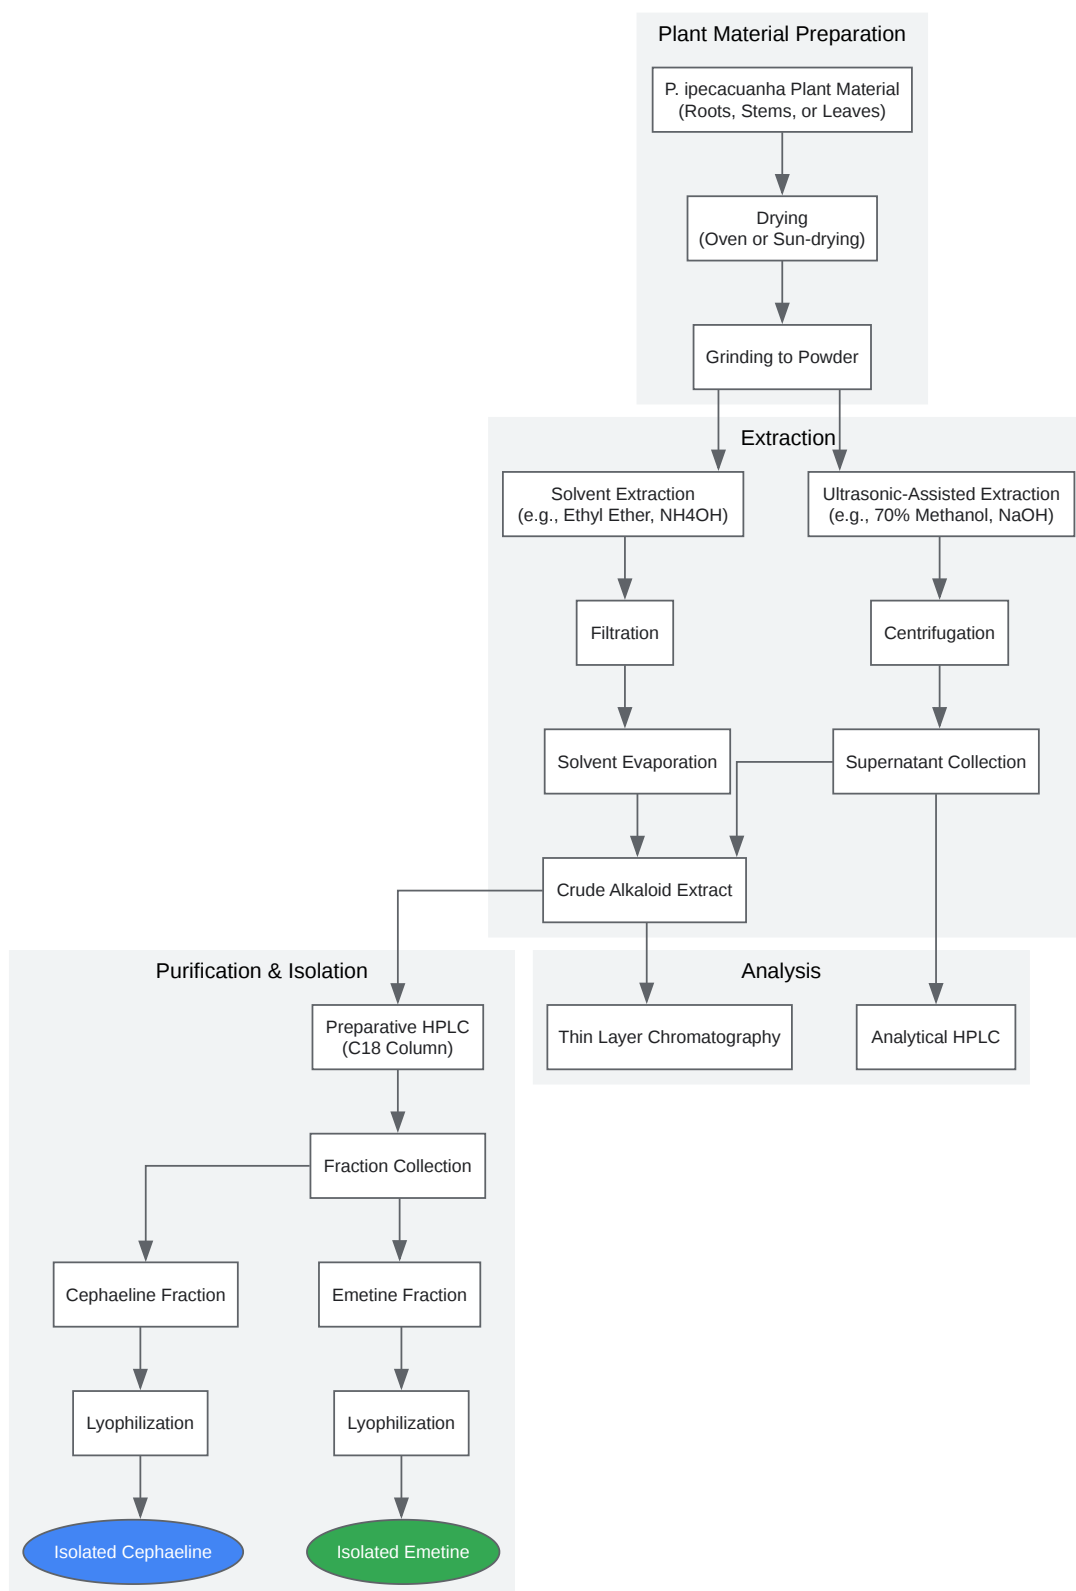 Plant Material Preparation
P. ipecacuanha Plant Material
(Roots, Stems, or Leaves)
Drying
(Oven or Sun-drying)
Grinding to Powder
Extraction
Solvent Extraction
(e.g., Ethyl Ether, NH4OH)
Ultrasonic-Assisted Extraction
(e.g., 70% Methanol, NaOH)
Filtration
Centrifugation
Solvent Evaporation
Supernatant Collection
Crude Alkaloid Extract
Purification & Isolation
Analysis
Preparative HPLC
(C18 Column)
Thin Layer Chromatography
Analytical HPLC
Fraction Collection
Cephaeline Fraction
Emetine Fraction
Lyophilization
Lyophilization
Isolated Cephaeline
Isolated Emetine